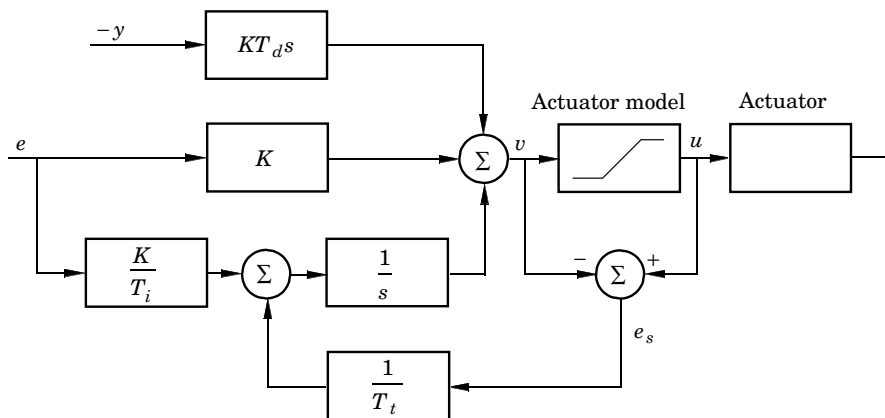 −y
KT_d s
Actuator model
Actuator
e
K
Σ
v
u
K/T_i
Σ
1/s
−
Σ
+
e_s
1/T_t